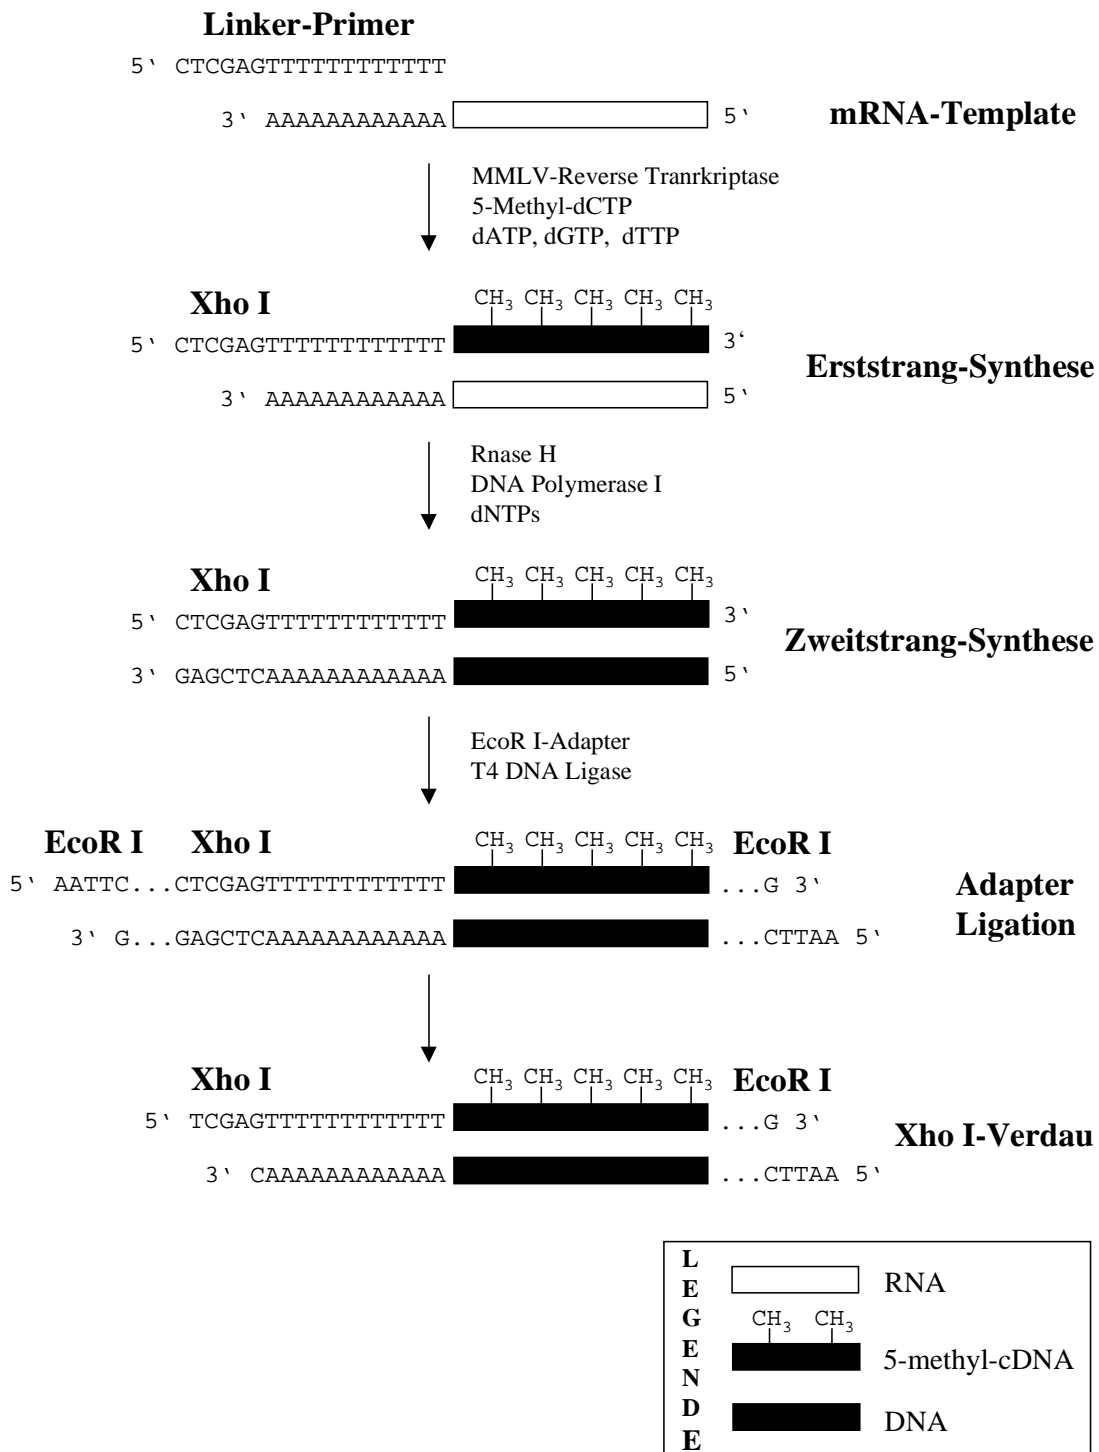 Linker-Primer
5‘ CTCGAGTTTTTTTTTTTT
3‘ AAAAAAAAAAAA 5‘ mRNA-Template
MMLV-Reverse Tranrkriptase
5-Methyl-dCTP
dATP, dGTP, dTTP
Xho I CH3 CH3 CH3 CH3 CH3
5‘ CTCGAGTTTTTTTTTTTT 3‘
Erststrang-Synthese
3‘ AAAAAAAAAAAA 5‘
Rnase H
DNA Polymerase I
dNTPs
Xho I CH3 CH3 CH3 CH3 CH3
5‘ CTCGAGTTTTTTTTTTTT 3‘
Zweitstrang-Synthese
3‘ GAGCTCAAAAAAAAAAAA 5‘
EcoR I-Adapter
T4 DNA Ligase
EcoR I Xho I CH3 CH3 CH3 CH3 CH3 EcoR I
5‘ AATTC...CTCGAGTTTTTTTTTTTT ...G 3‘ Adapter
Ligation
3‘ G...GAGCTCAAAAAAAAAAAA ...CTTAA 5‘
Xho I CH3 CH3 CH3 CH3 CH3 EcoR I
5‘ TCGAGTTTTTTTTTTTT ...G 3‘
Xho I-Verdau
3‘ CAAAAAAAAAAAA ...CTTAA 5‘
LEGENDE
RNA
CH3 CH3
5-methyl-cDNA
DNA